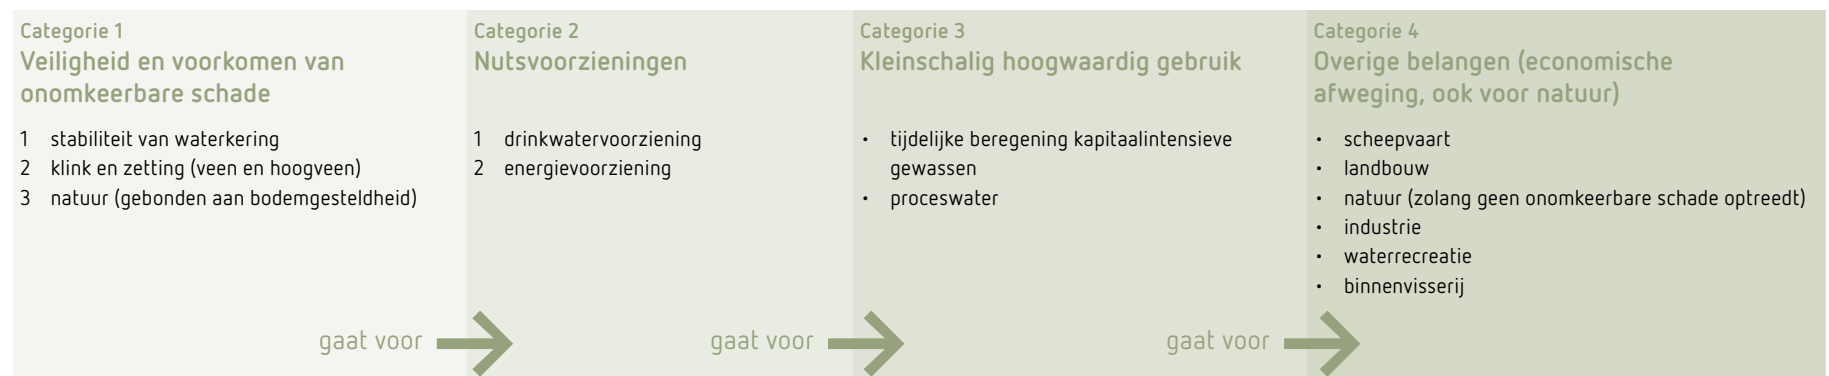 Categorie 1
Veiligheid en voorkomen van
onomkeerbare schade
1 stabiliteit van waterkering
2 klink en zetting (veen en hoogveen)
3 natuur (gebonden aan bodemgesteldheid)
gaat voor
Categorie 2
Nutsvoorzieningen
1 drinkwatervoorziening
2 energievoorziening
gaat voor
Categorie 3
Kleinschalig hoogwaardig gebruik
• tijdelijke beregening kapitaalintensieve
gewassen
• proceswater
gaat voor
Categorie 4
Overige belangen (economische
afweging, ook voor natuur)
• scheepvaart
• landbouw
• natuur (zolang geen onomkeerbare schade optreedt)
• industrie
• waterrecreatie
• binnenvisserij